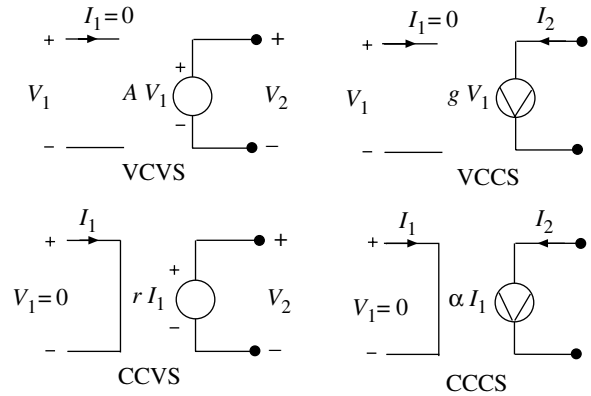 I₁=0
+ +
+
V₁ A V₁ V₂
−
− −
VCVS
I₁=0 I₂
+
V₁ g V₁
−
VCCS
I₁
+ +
+
V₁=0 r I₁ V₂
−
− −
CCVS
I₁ I₂
+
V₁=0 α I₁
−
CCCS